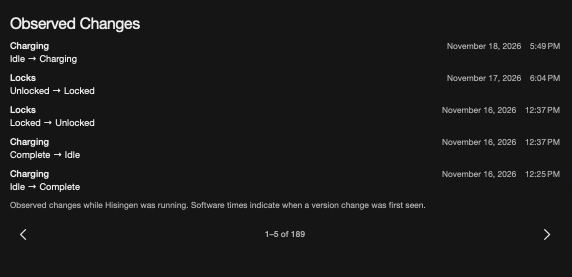 Observed Changes
Charging November 18, 2026 5:49 PM
Idle → Charging
Locks November 17, 2026 6:04 PM
Unlocked → Locked
Locks November 16, 2026 12:37 PM
Locked → Unlocked
Charging November 16, 2026 12:37 PM
Complete → Idle
Charging November 16, 2026 12:25 PM
Idle → Complete
Observed changes while Hisingen was running. Software times indicate when a version change was first seen.
1–5 of 189